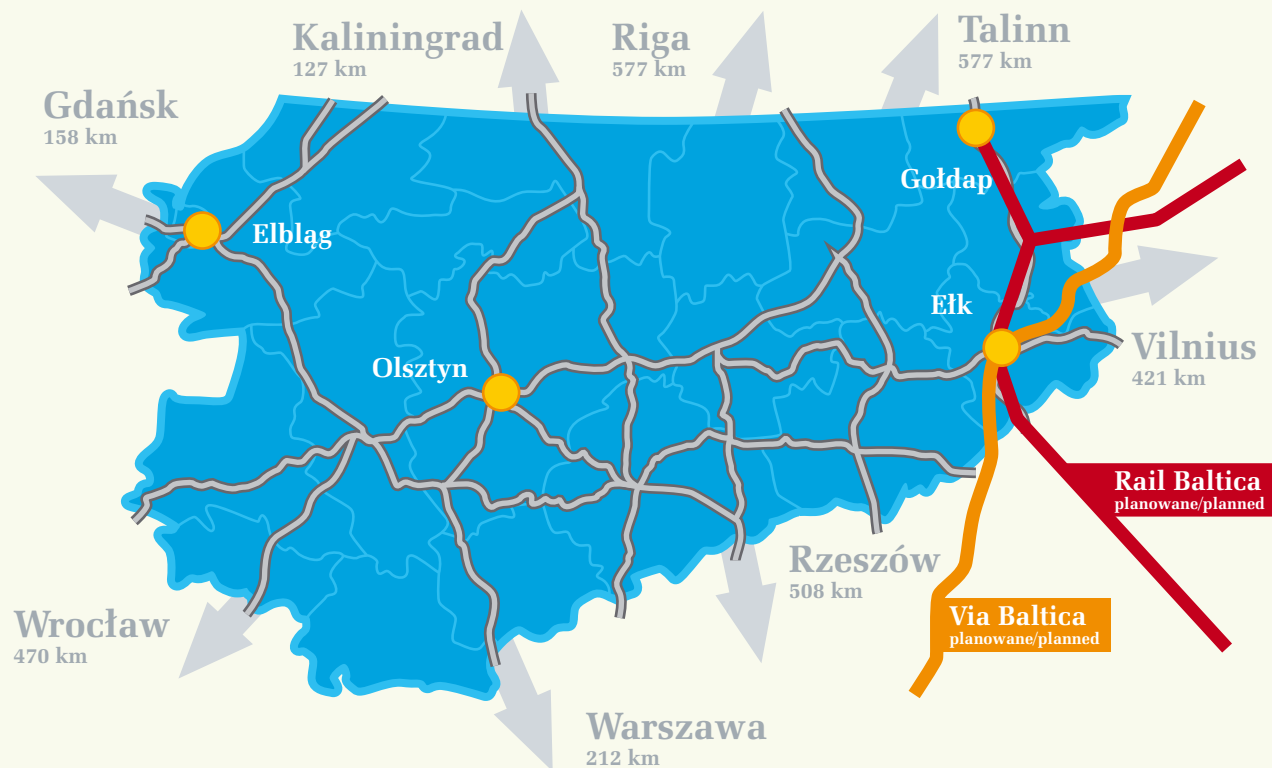 Kaliningrad
127 km
Riga
577 km
Talinn
577 km
Gdańsk
158 km
Gołdap
Elbląg
Ełk
Vilnius
421 km
Olsztyn
Rail Baltica
planowane/planned
Rzeszów
508 km
Via Baltica
planowane/planned
Wrocław
470 km
Warszawa
212 km